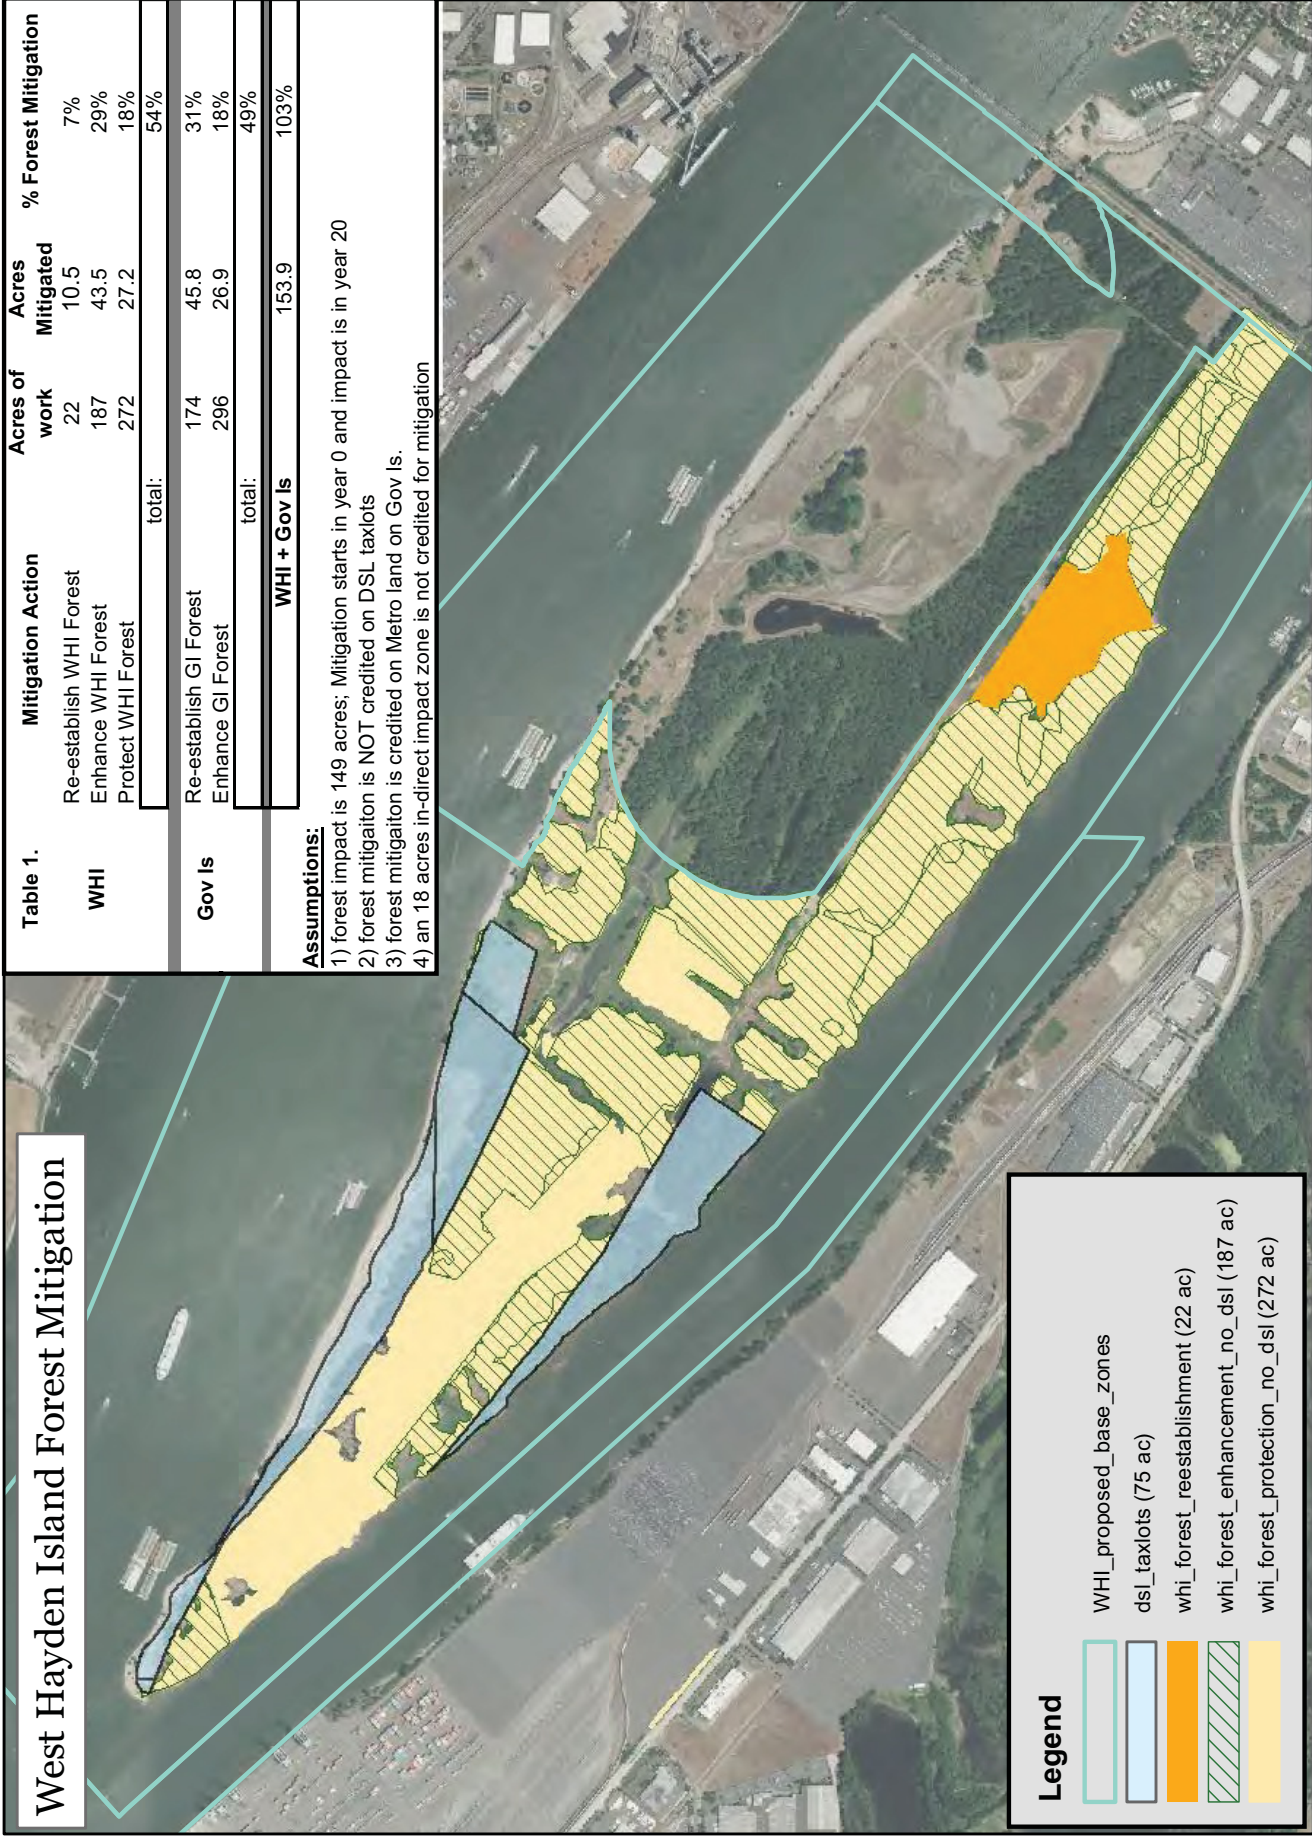 West Hayden Island Forest Mitigation
Table 1. Mitigation Action Acres of work Acres Mitigated % Forest Mitigation
WHI
Re-establish WHI Forest 22 10.5 7%
Enhance WHI Forest 187 43.5 29%
Protect WHI Forest 272 27.2 18%
total: 54%
Gov Is
Re-establish GI Forest 174 45.8 31%
Enhance GI Forest 296 26.9 18%
total: 49%
WHI + Gov Is 153.9 103%
Assumptions:
1) forest impact is 149 acres; Mitigation starts in year 0 and impact is in year 20
2) forest mitigaiton is NOT credited on DSL taxlots
3) forest mitigaiton is credited on Metro land on Gov Is.
4) an 18 acres in-direct impact zone is not credited for mitigation
Legend
WHI_proposed_base_zones
dsl_taxlots (75 ac)
whi_forest_reestablishment (22 ac)
whi_forest_enhancement_no_dsl (187 ac)
whi_forest_protection_no_dsl (272 ac)